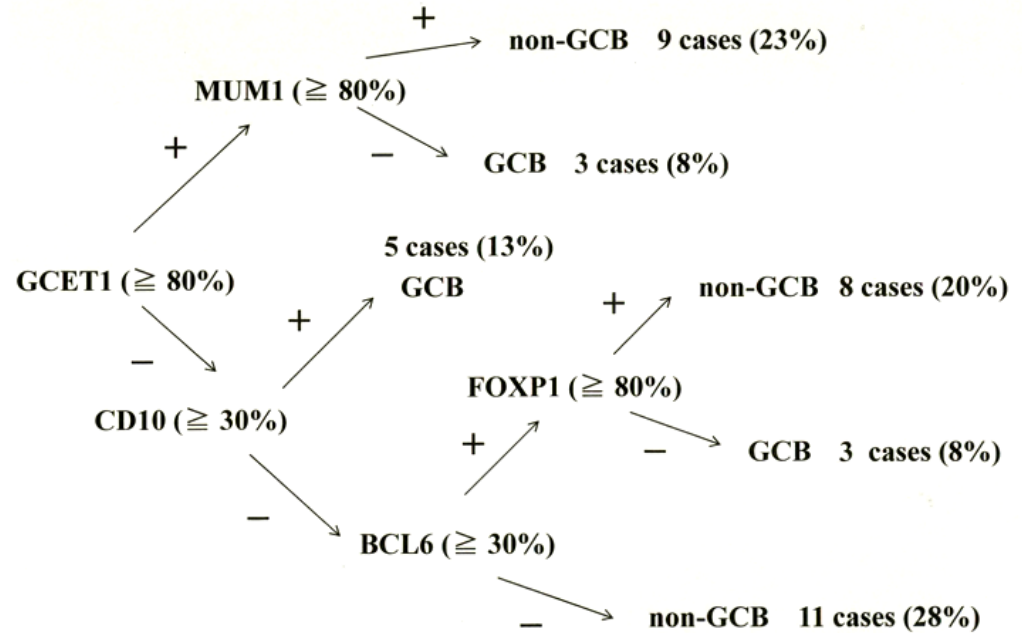 +
non-GCB 9 cases (23%)
MUM1 (≧ 80%)
+
−
GCB 3 cases (8%)
5 cases (13%)
GCET1 (≧ 80%)
GCB
+
non-GCB 8 cases (20%)
+
−
FOXP1 (≧ 80%)
CD10 (≧ 30%)
+
−
GCB 3 cases (8%)
−
BCL6 (≧ 30%)
−
non-GCB 11 cases (28%)